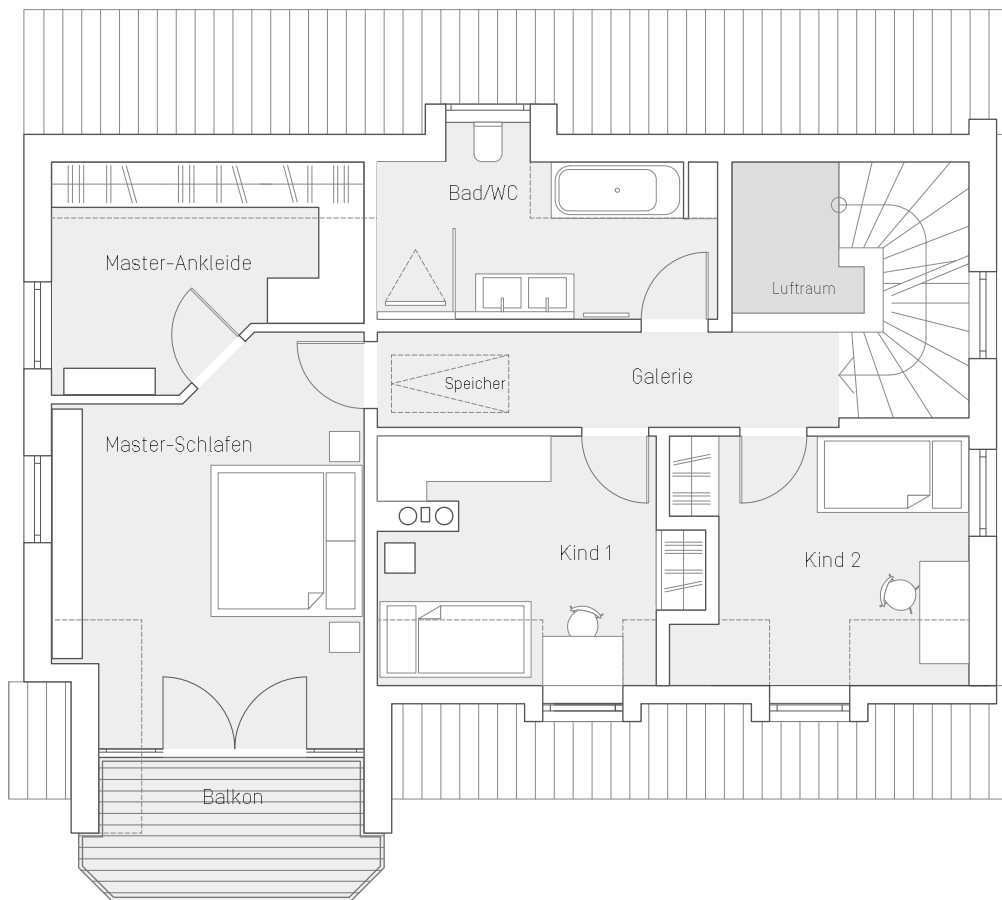 Bad/WC
Master-Ankleide
Luftraum
Speicher
Galerie
Master-Schlafen
Kind 1
Kind 2
Balkon